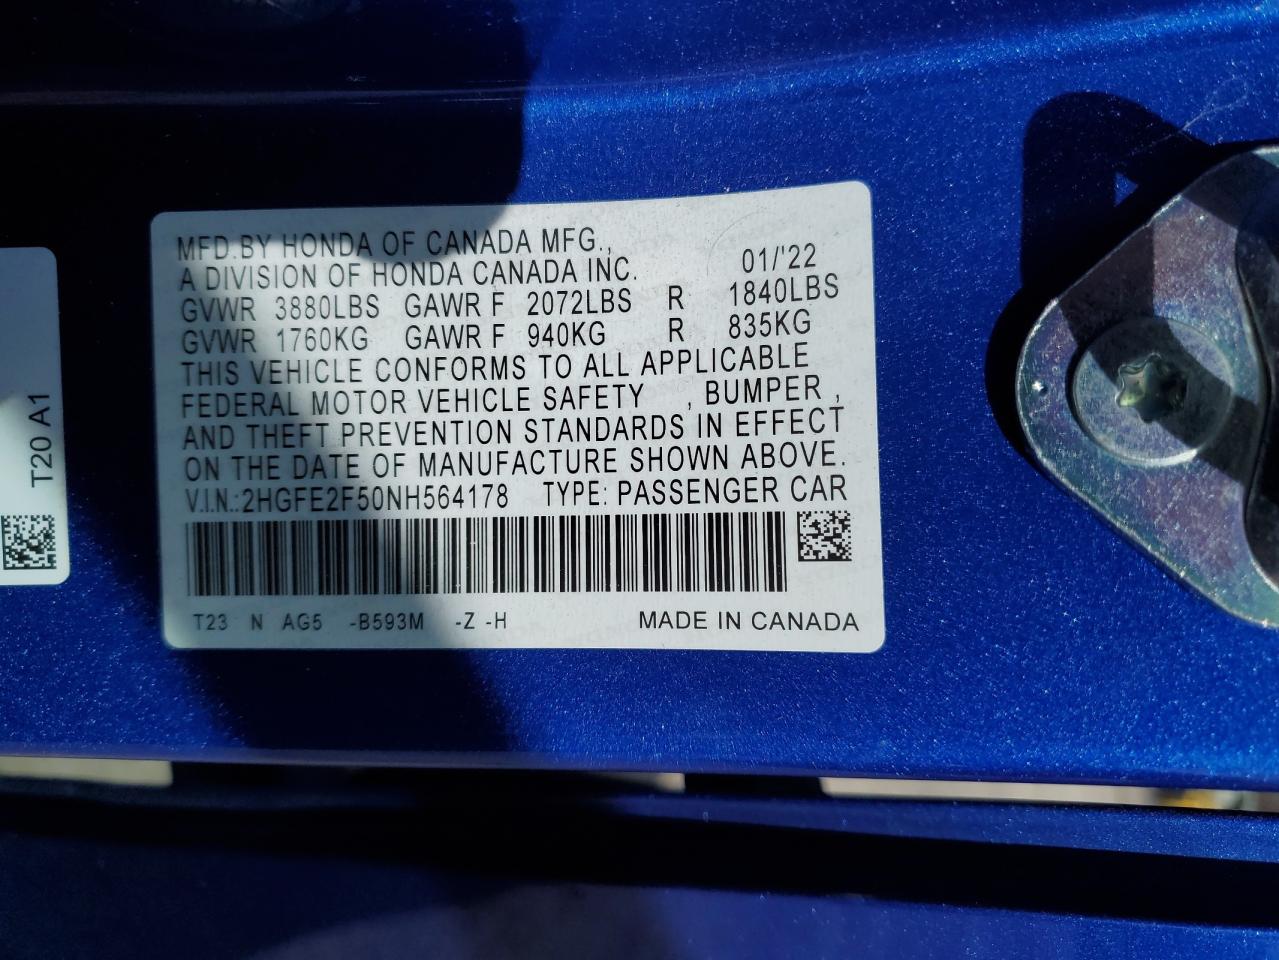 MFD.BY HONDA OF CANADA MFG.,
A DIVISION OF HONDA CANADA INC. 01/'22
GVWR 3880LBS GAWR F 2072LBS R 1840LBS
GVWR 1760KG GAWR F 940KG R 835KG
THIS VEHICLE CONFORMS TO ALL APPLICABLE
FEDERAL MOTOR VEHICLE SAFETY , BUMPER ,
AND THEFT PREVENTION STANDARDS IN EFFECT
ON THE DATE OF MANUFACTURE SHOWN ABOVE.
V.I.N.:2HGFE2F50NH564178 TYPE: PASSENGER CAR
T23 N AG5 -B593M -Z -H MADE IN CANADA
T20 A1